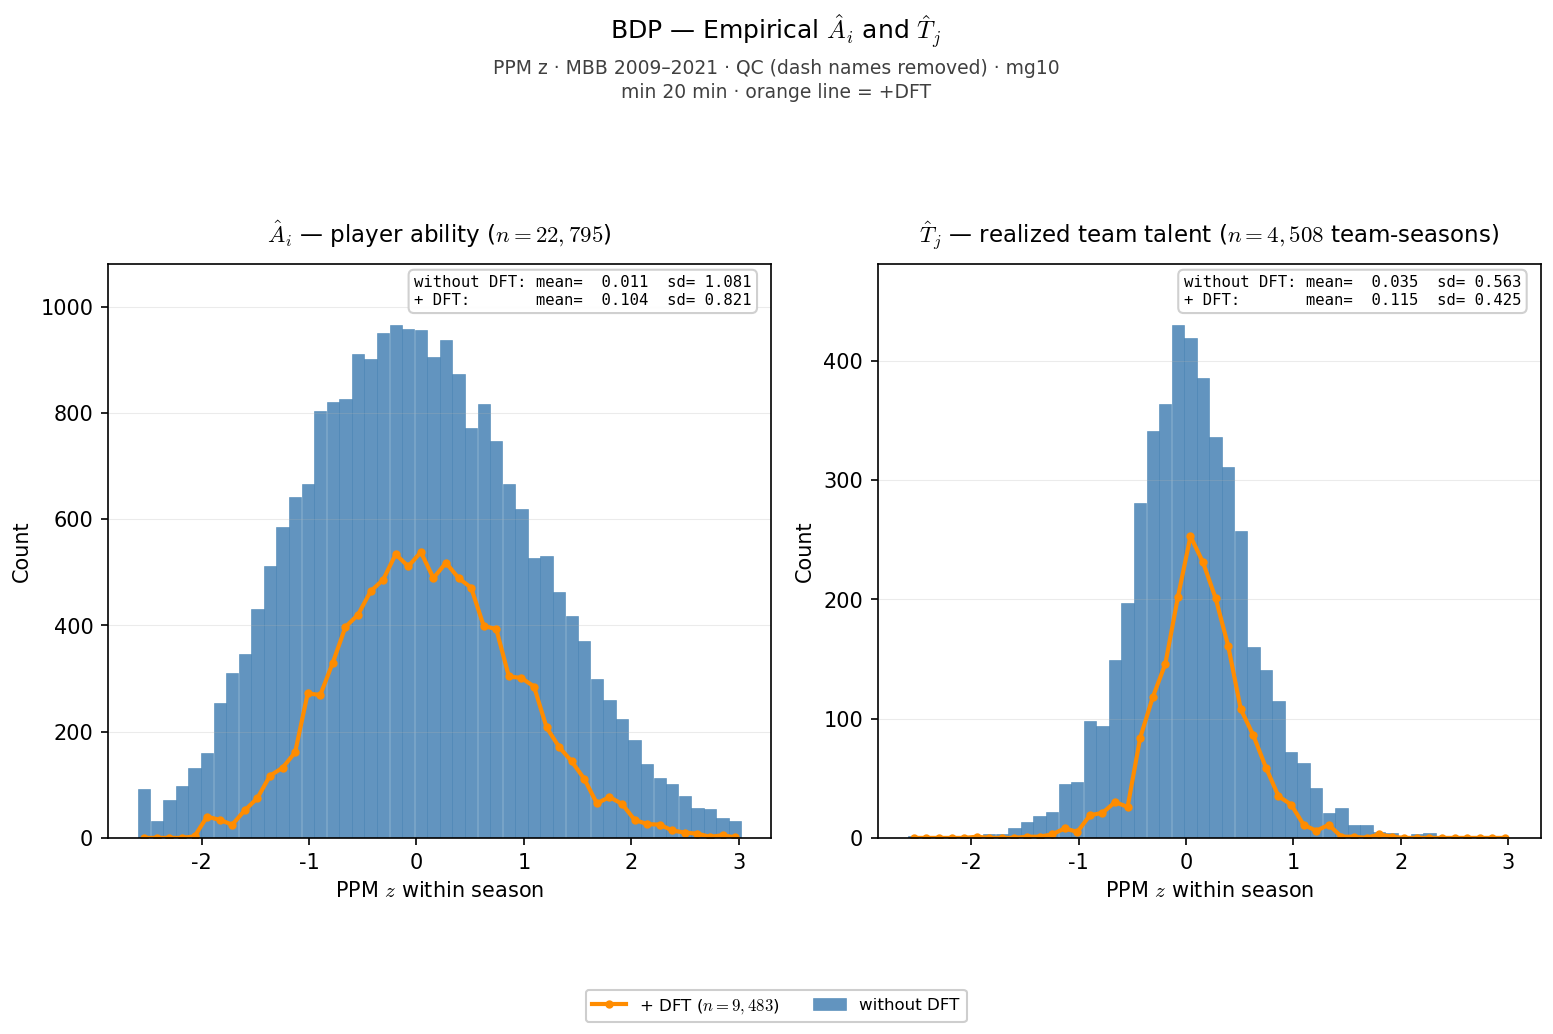 BDP — Empirical Â_i and T̂_j
PPM z · MBB 2009–2021 · QC (dash names removed) · mg10
min 20 min · orange line = +DFT
Â_i — player ability (n = 22,795)
without DFT: mean= 0.011 sd= 1.081
+ DFT: mean= 0.104 sd= 0.821
Count
1000
800
600
400
200
0
-2 -1 0 1 2 3
PPM z within season
T̂_j — realized team talent (n = 4,508 team-seasons)
without DFT: mean= 0.035 sd= 0.563
+ DFT: mean= 0.115 sd= 0.425
Count
400
300
200
100
0
-2 -1 0 1 2 3
PPM z within season
+ DFT (n = 9,483) without DFT